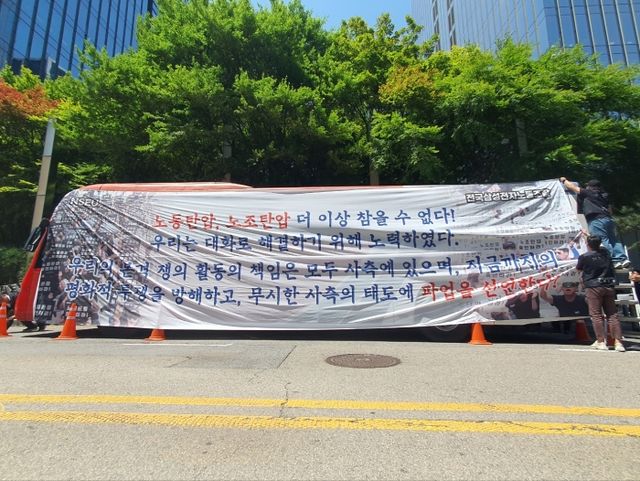 NSEU
전국삼성전자노동조합
노동탄압, 노조탄압 더 이상 참을 수 없다!
우리는 대화로 해결하기 위해 노력하였다.
우리의 쟁의 활동의 책임은 모두 사측에 있으며, 지금까지의
평화적 투쟁을 방해하고, 무시한 사측의 태도에 파업을 선언한다!